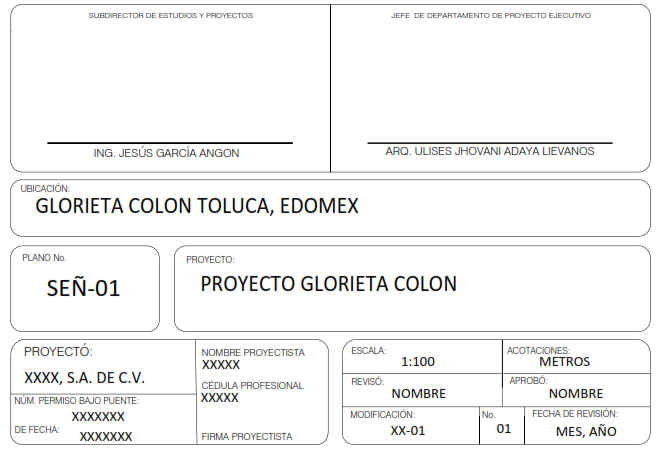 SUBDIRECTOR DE ESTUDIOS Y PROYECTOS
JEFE DE DEPARTAMENTO DE PROYECTO EJECUTIVO
ING. JESÚS GARCÍA ANGON
ARQ. ULISES JHOVANI ADAYA LIEVANOS
UBICACIÓN:
GLORIETA COLON TOLUCA, EDOMEX
PLANO No.
SEÑ-01
PROYECTO:
PROYECTO GLORIETA COLON
PROYECTÓ:
XXXX, S.A. DE C.V.
NÚM. PERMISO BAJO PUENTE:
XXXXXXX
DE FECHA:
XXXXXXX
NOMBRE PROYECTISTA
XXXXX
CÉDULA PROFESIONAL
XXXXX
FIRMA PROYECTISTA
ESCALA:
1:100
ACOTACIONES:
METROS
REVISÓ:
NOMBRE
APROBÓ:
NOMBRE
MODIFICACIÓN:
XX-01
No.
01
FECHA DE REVISIÓN:
MES, AÑO